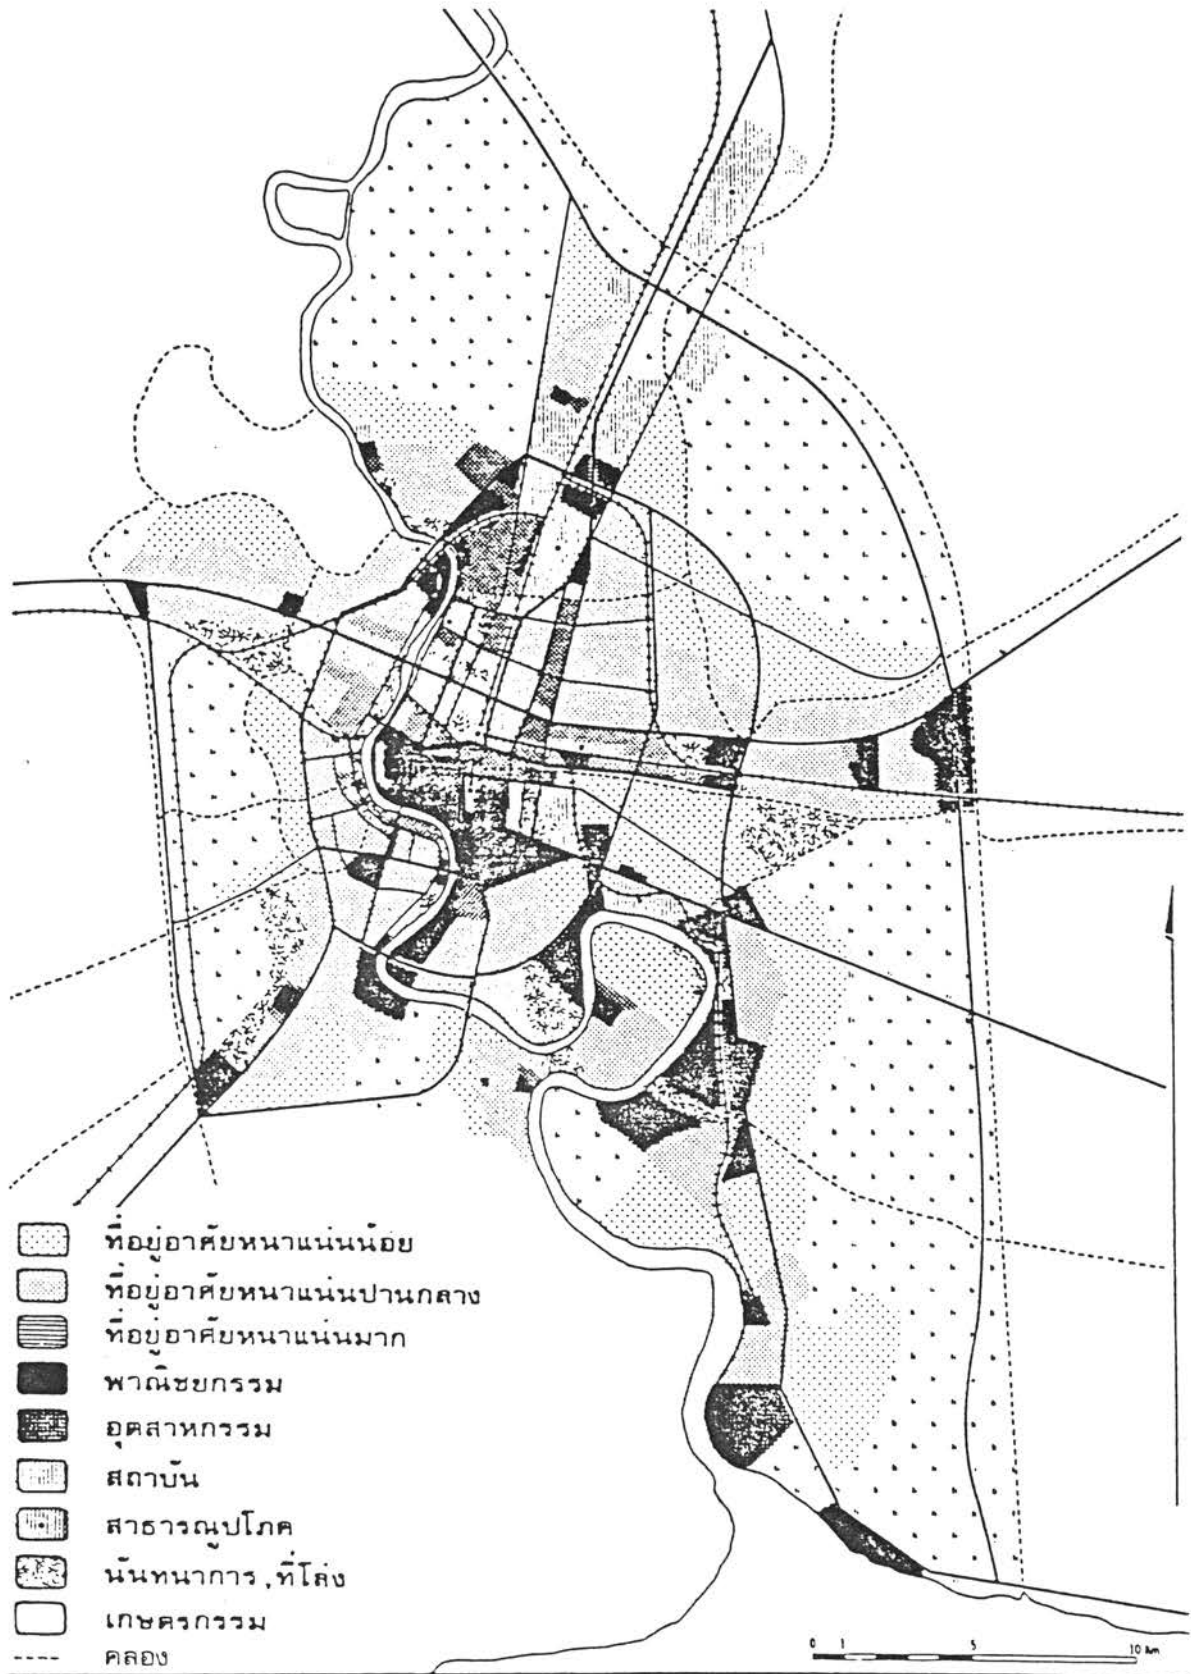 ที่อยู่อาศัยหนาแน่นน้อย
ที่อยู่อาศัยหนาแน่นปานกลาง
ที่อยู่อาศัยหนาแน่นมาก
พาณิชยกรรม
อุตสาหกรรม
สถาบัน
สาธารณูปโภค
นันทนาการ,ที่โล่ง
เกษตรกรรม
คลอง
0 1 5 10 km